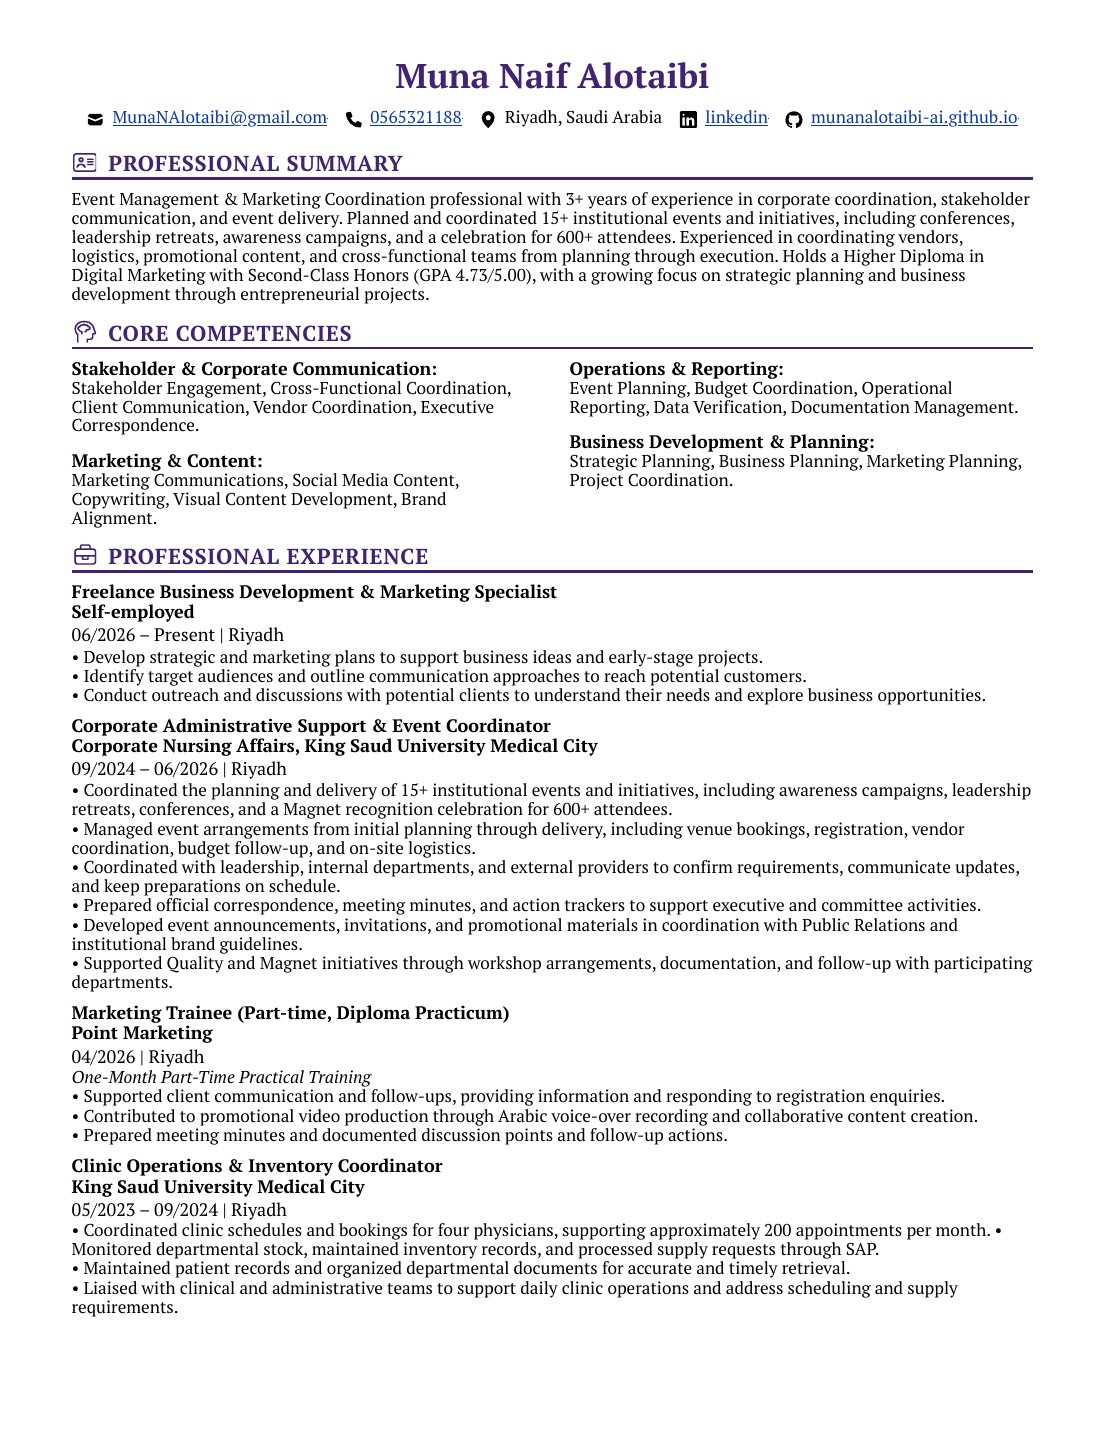 Muna Naif Alotaibi
MunaNAlotaibi@gmail.com 0565321188 Riyadh, Saudi Arabia linkedin munanalotaibi-ai.github.io
PROFESSIONAL SUMMARY
Event Management & Marketing Coordination professional with 3+ years of experience in corporate coordination, stakeholder
communication, and event delivery. Planned and coordinated 15+ institutional events and initiatives, including conferences,
leadership retreats, awareness campaigns, and a celebration for 600+ attendees. Experienced in coordinating vendors,
logistics, promotional content, and cross-functional teams from planning through execution. Holds a Higher Diploma in
Digital Marketing with Second-Class Honors (GPA 4.73/5.00), with a growing focus on strategic planning and business
development through entrepreneurial projects.
CORE COMPETENCIES
Stakeholder & Corporate Communication:
Stakeholder Engagement, Cross-Functional Coordination,
Client Communication, Vendor Coordination, Executive
Correspondence.
Marketing & Content:
Marketing Communications, Social Media Content,
Copywriting, Visual Content Development, Brand
Alignment.
Operations & Reporting:
Event Planning, Budget Coordination, Operational
Reporting, Data Verification, Documentation Management.
Business Development & Planning:
Strategic Planning, Business Planning, Marketing Planning,
Project Coordination.
PROFESSIONAL EXPERIENCE
Freelance Business Development & Marketing Specialist
Self-employed
06/2026 – Present | Riyadh
• Develop strategic and marketing plans to support business ideas and early-stage projects.
• Identify target audiences and outline communication approaches to reach potential customers.
• Conduct outreach and discussions with potential clients to understand their needs and explore business opportunities.
Corporate Administrative Support & Event Coordinator
Corporate Nursing Affairs, King Saud University Medical City
09/2024 – 06/2026 | Riyadh
• Coordinated the planning and delivery of 15+ institutional events and initiatives, including awareness campaigns, leadership
retreats, conferences, and a Magnet recognition celebration for 600+ attendees.
• Managed event arrangements from initial planning through delivery, including venue bookings, registration, vendor
coordination, budget follow-up, and on-site logistics.
• Coordinated with leadership, internal departments, and external providers to confirm requirements, communicate updates,
and keep preparations on schedule.
• Prepared official correspondence, meeting minutes, and action trackers to support executive and committee activities.
• Developed event announcements, invitations, and promotional materials in coordination with Public Relations and
institutional brand guidelines.
• Supported Quality and Magnet initiatives through workshop arrangements, documentation, and follow-up with participating
departments.
Marketing Trainee (Part-time, Diploma Practicum)
Point Marketing
04/2026 | Riyadh
One-Month Part-Time Practical Training
• Supported client communication and follow-ups, providing information and responding to registration enquiries.
• Contributed to promotional video production through Arabic voice-over recording and collaborative content creation.
• Prepared meeting minutes and documented discussion points and follow-up actions.
Clinic Operations & Inventory Coordinator
King Saud University Medical City
05/2023 – 09/2024 | Riyadh
• Coordinated clinic schedules and bookings for four physicians, supporting approximately 200 appointments per month. •
Monitored departmental stock, maintained inventory records, and processed supply requests through SAP.
• Maintained patient records and organized departmental documents for accurate and timely retrieval.
• Liaised with clinical and administrative teams to support daily clinic operations and address scheduling and supply
requirements.